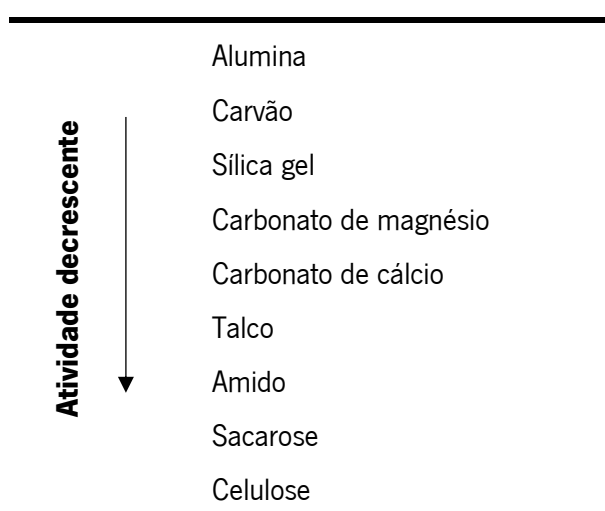 Atividade decrescente
Alumina
Carvão
Sílica gel
Carbonato de magnésio
Carbonato de cálcio
Talco
Amido
Sacarose
Celulose